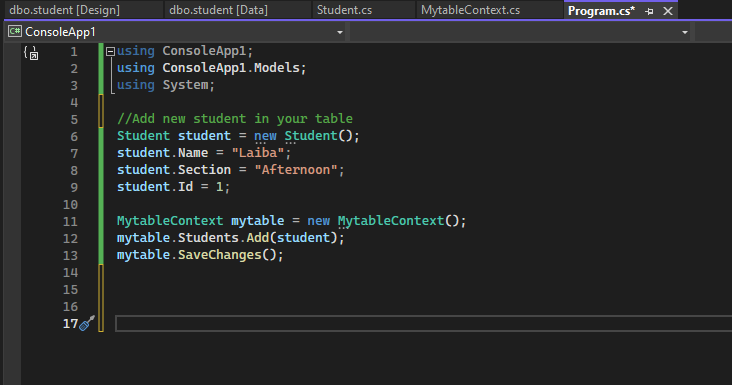 dbo.student [Design] dbo.student [Data] Student.cs MytableContext.cs Program.cs*
ConsoleApp1
1 using ConsoleApp1;
2 using ConsoleApp1.Models;
3 using System;
4
5 //Add new student in your table
6 Student student = new Student();
7 student.Name = "Laiba";
8 student.Section = "Afternoon";
9 student.Id = 1;
10
11 MytableContext mytable = new MytableContext();
12 mytable.Students.Add(student);
13 mytable.SaveChanges();
14
15
16
17